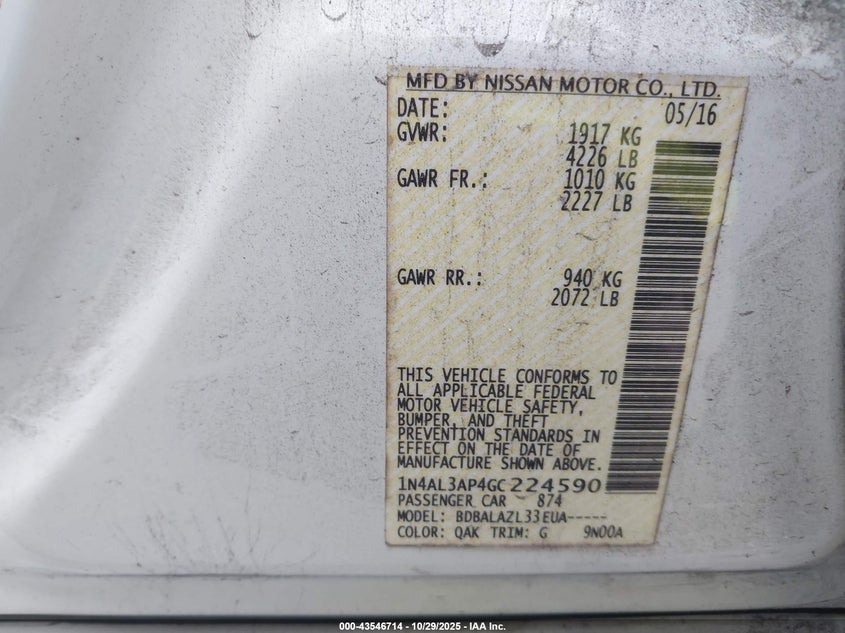 MFD BY NISSAN MOTOR CO., LTD.
DATE: 05/16
GVWR: 1917 KG
4226 LB
GAWR FR.: 1010 KG
2227 LB
GAWR RR.: 940 KG
2072 LB
THIS VEHICLE CONFORMS TO
ALL APPLICABLE FEDERAL
MOTOR VEHICLE SAFETY,
BUMPER, AND THEFT
PREVENTION STANDARDS IN
EFFECT ON THE DATE OF
MANUFACTURE SHOWN ABOVE.
1N4AL3AP4GC224590
PASSENGER CAR 874
MODEL: BDBALAZL33EUA-----
COLOR: QAK TRIM: G 9N00A
000-43546714 - 10/29/2025 - IAA Inc.